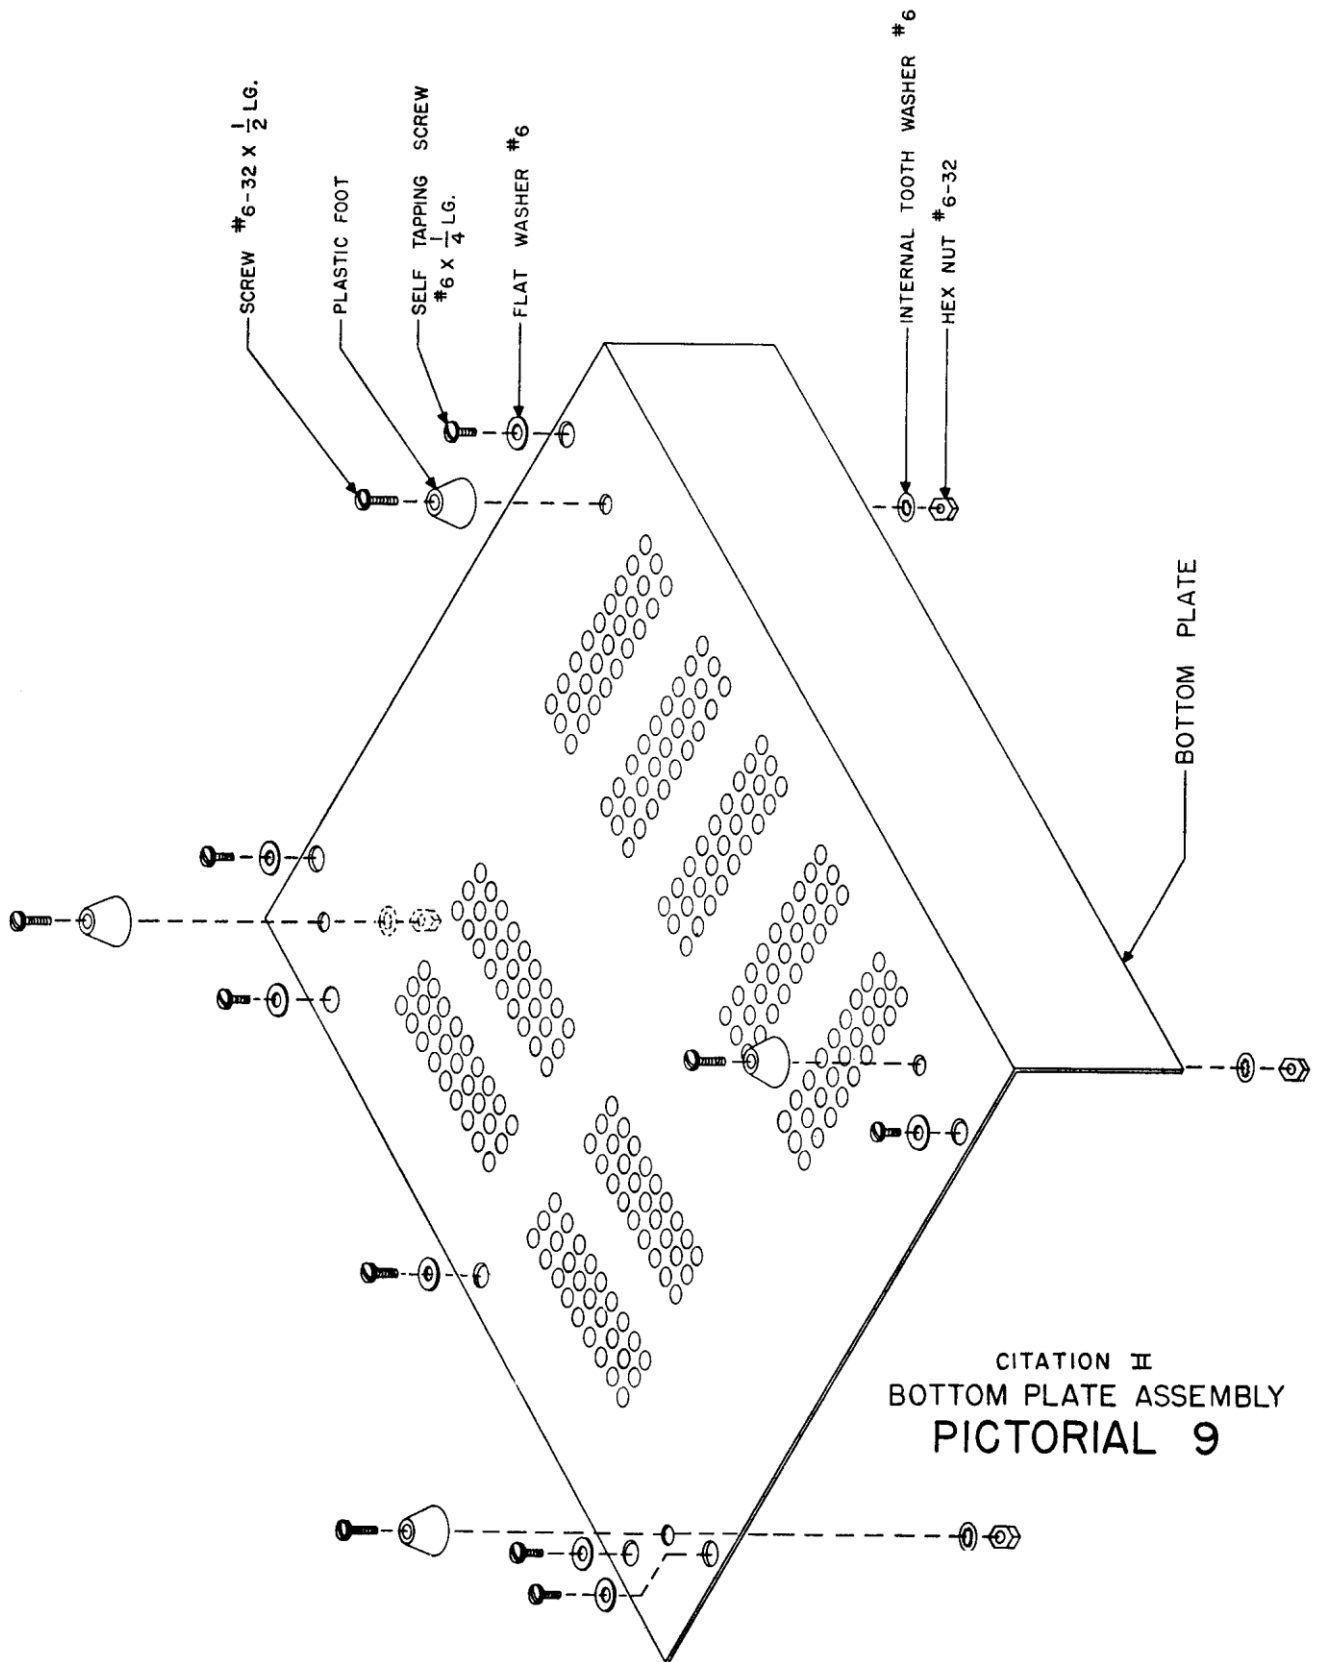 SCREW #6-32 X 1/2 LG.
PLASTIC FOOT
SELF TAPPING SCREW
#6 X 1/4 LG.
FLAT WASHER #6
INTERNAL TOOTH WASHER #6
HEX NUT #6-32
BOTTOM PLATE
CITATION II
BOTTOM PLATE ASSEMBLY
PICTORIAL 9